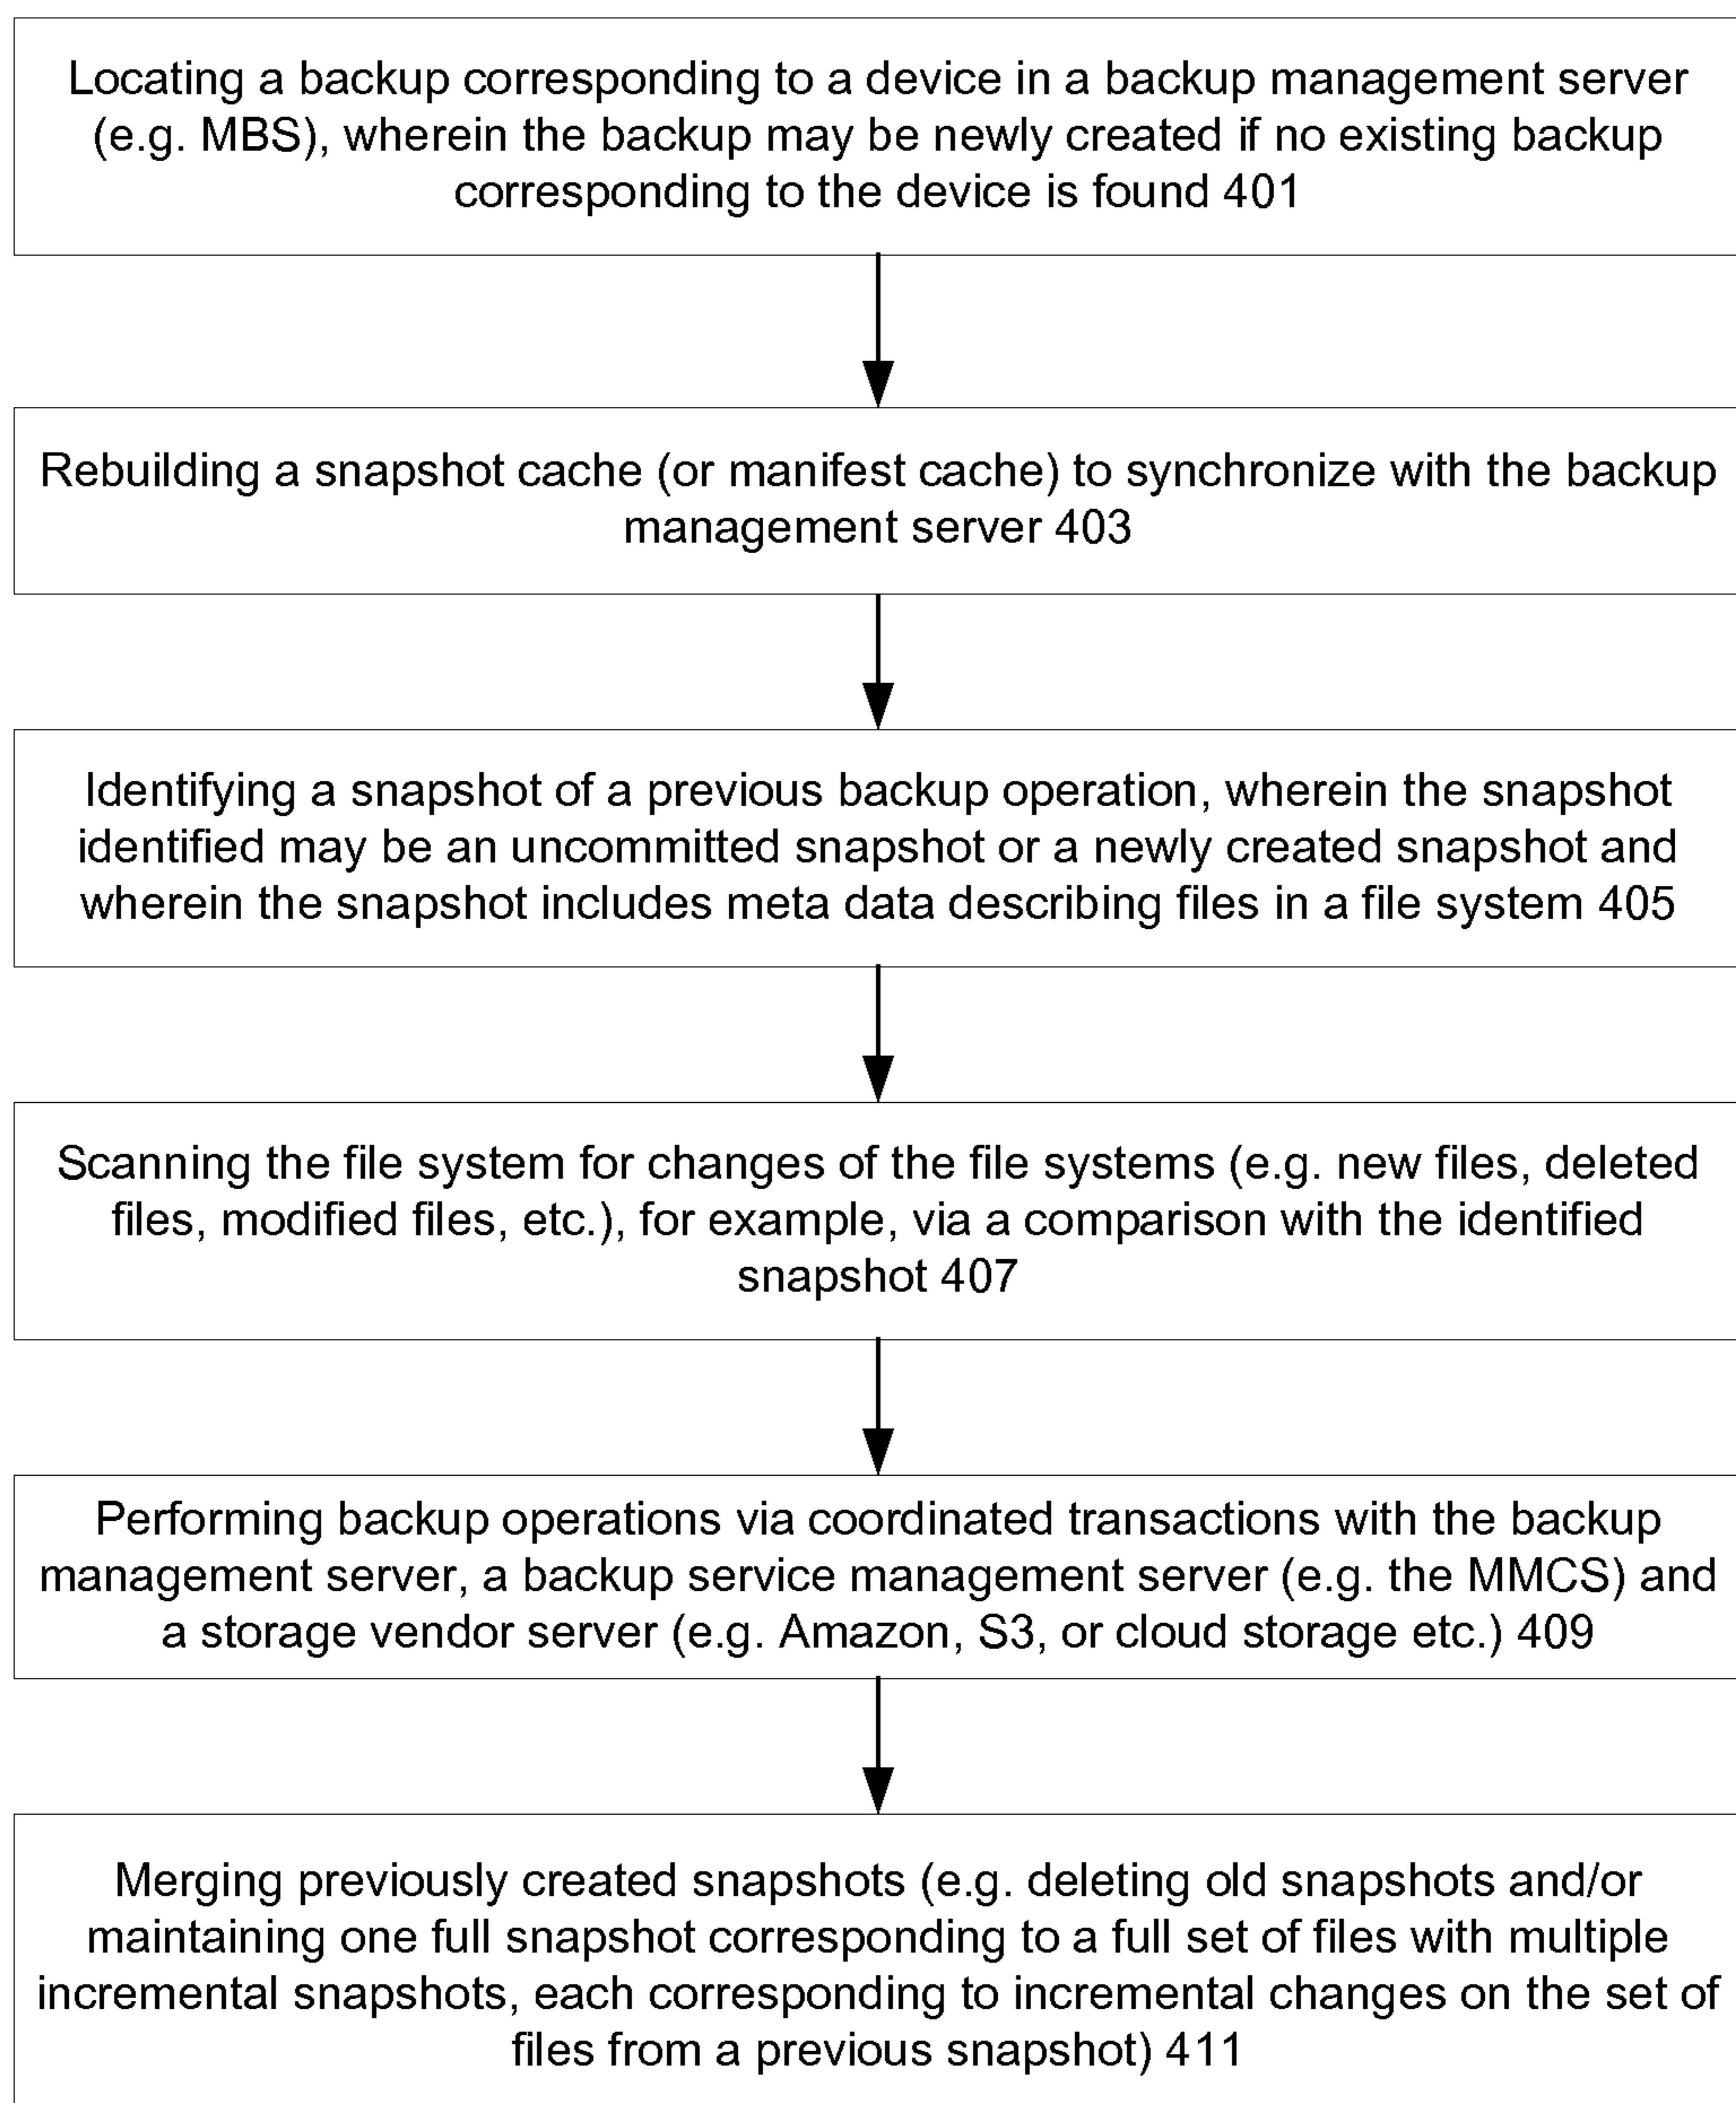 Locating a backup corresponding to a device in a backup management server
(e.g. MBS), wherein the backup may be newly created if no existing backup
corresponding to the device is found 401
Rebuilding a snapshot cache (or manifest cache) to synchronize with the backup
management server 403
Identifying a snapshot of a previous backup operation, wherein the snapshot
identified may be an uncommitted snapshot or a newly created snapshot and
wherein the snapshot includes meta data describing files in a file system 405
Scanning the file system for changes of the file systems (e.g. new files, deleted
files, modified files, etc.), for example, via a comparison with the identified
snapshot 407
Performing backup operations via coordinated transactions with the backup
management server, a backup service management server (e.g. the MMCS) and
a storage vendor server (e.g. Amazon, S3, or cloud storage etc.) 409
Merging previously created snapshots (e.g. deleting old snapshots and/or
maintaining one full snapshot corresponding to a full set of files with multiple
incremental snapshots, each corresponding to incremental changes on the set of
files from a previous snapshot) 411